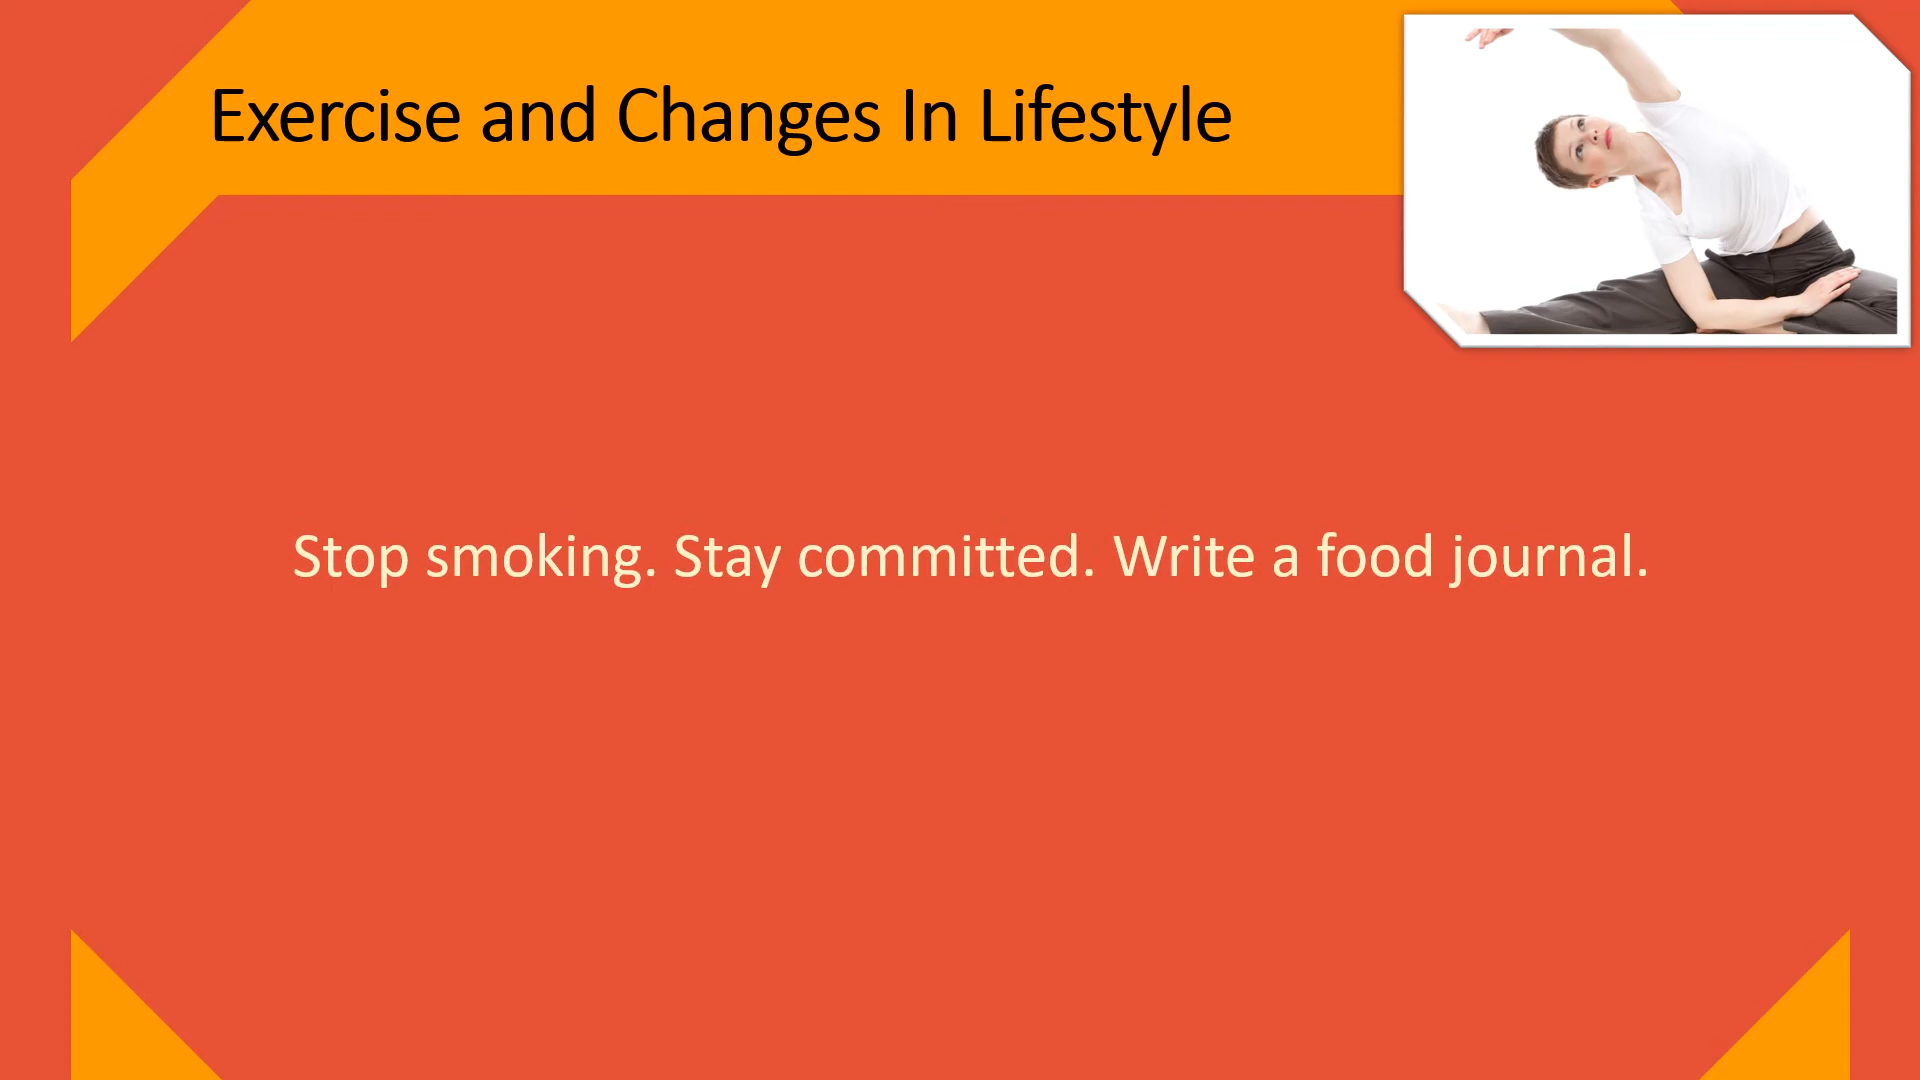 Exercise and Changes In Lifestyle
Stop smoking. Stay committed. Write a food journal.